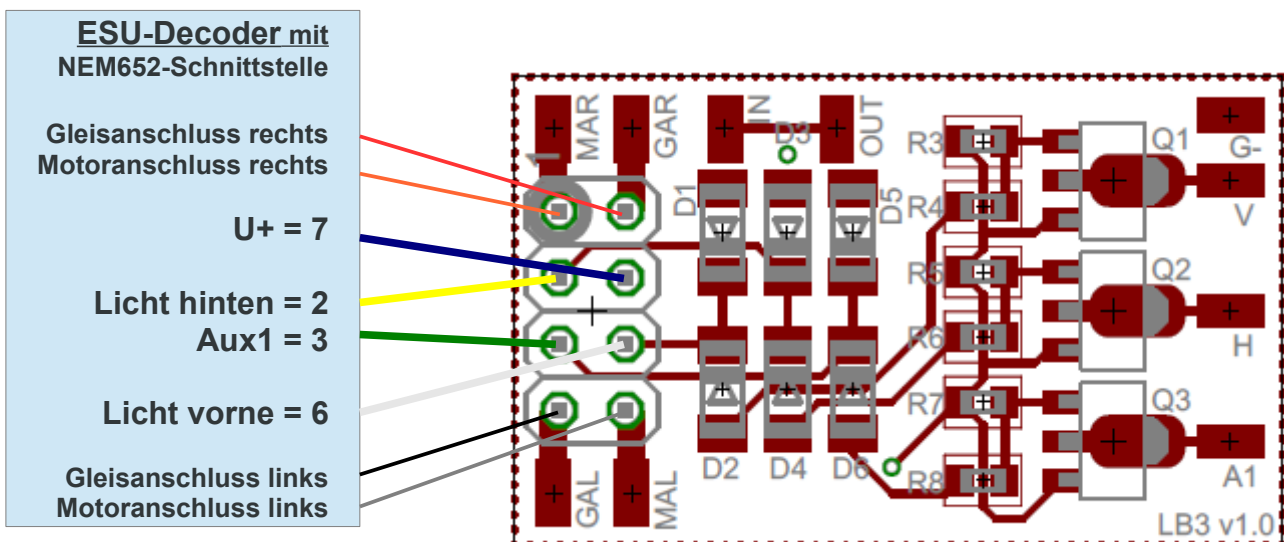 ESU-Decoder mit
NEM652-Schnittstelle
Gleisanschluss rechts
Motoranschluss rechts
U+ = 7
Licht hinten = 2
Aux1 = 3
Licht vorne = 6
Gleisanschluss links
Motoranschluss links
1
MAR
GAR
IN
OUT
D3
D1
D5
D2
D4
D6
GAL
MAL
R3
R4
R5
R6
R7
R8
Q1
G-
V
Q2
H
Q3
A1
LB3 v1.0